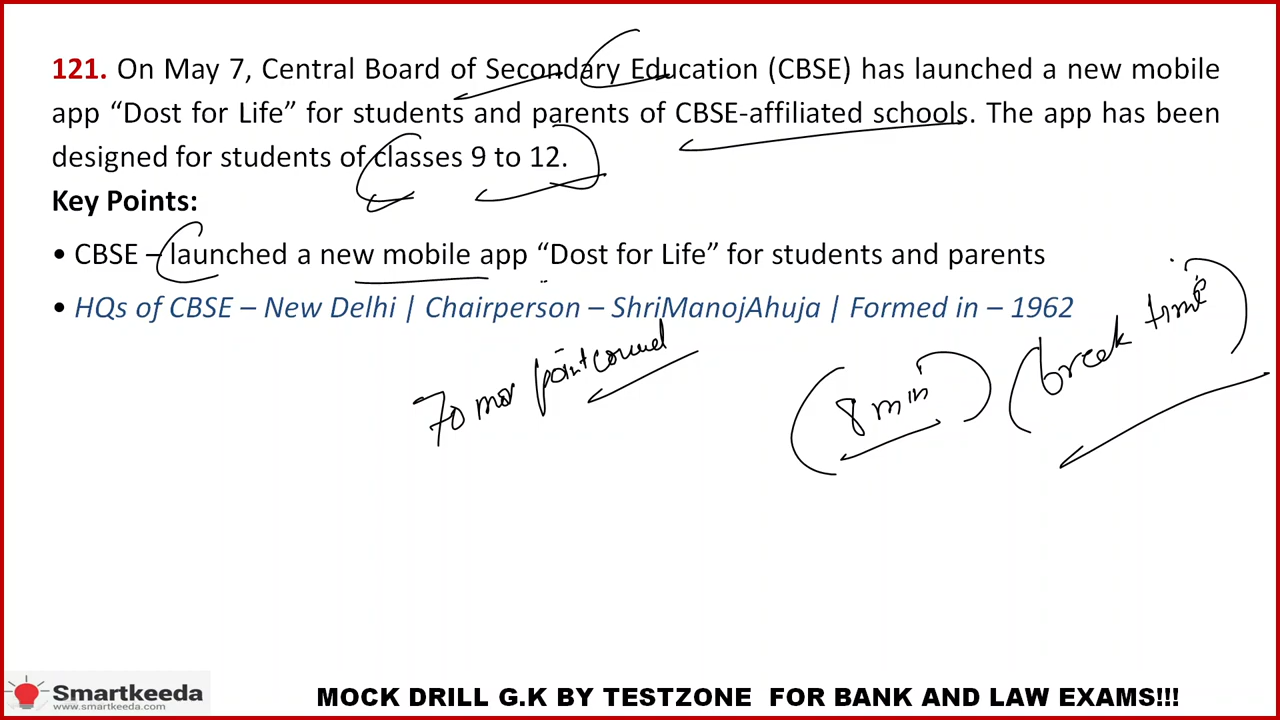 121. On May 7, Central Board of Secondary Education (CBSE) has launched a new mobile
app “Dost for Life” for students and parents of CBSE-affiliated schools. The app has been
designed for students of classes 9 to 12.
Key Points:
• CBSE – launched a new mobile app “Dost for Life” for students and parents
• HQs of CBSE – New Delhi | Chairperson – ShriManojAhuja | Formed in – 1962
70 mor point
(8 min) (break time)
Smartkeeda
www.smartkeeda.com
MOCK DRILL G.K BY TESTZONE FOR BANK AND LAW EXAMS!!!